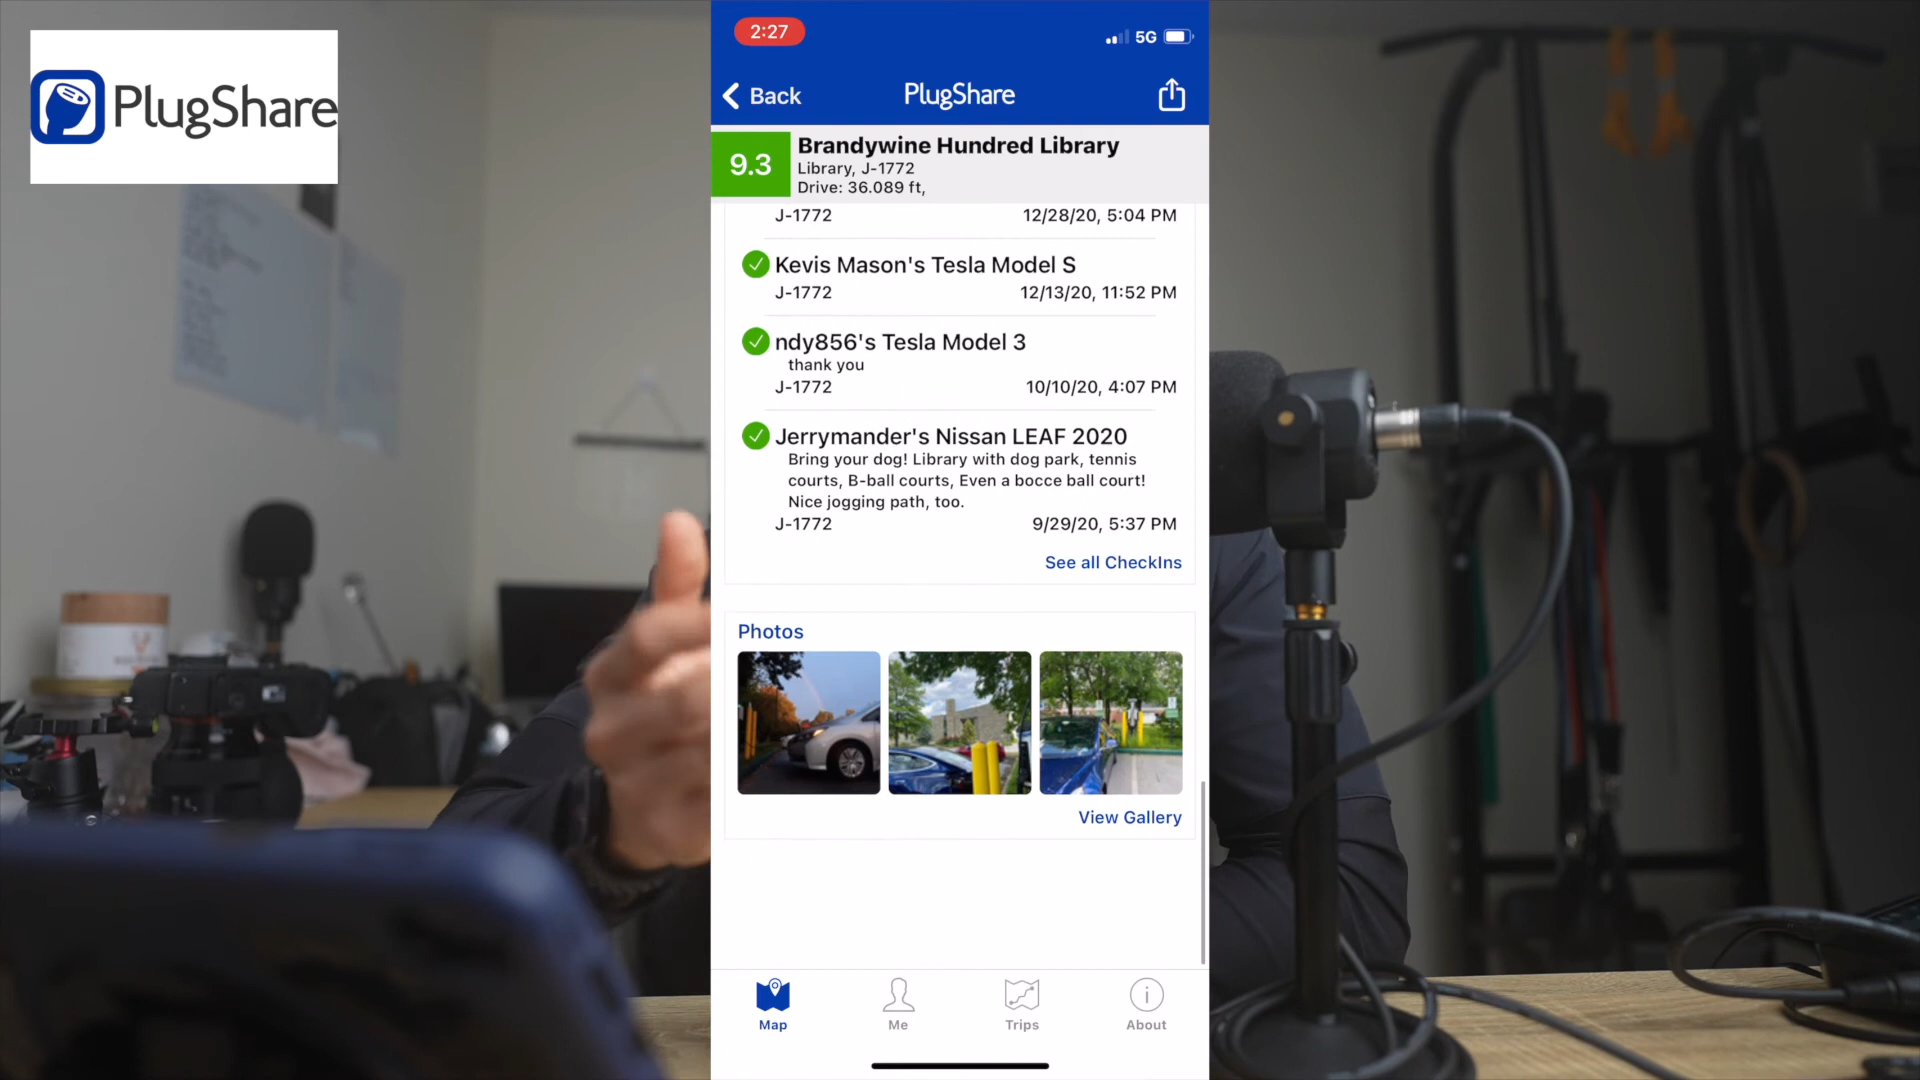 PlugShare
2:27
5G
Back
PlugShare
9.3
Brandywine Hundred Library
Library, J-1772
Drive: 36.089 ft,
J-1772 12/28/20, 5:04 PM
Kevis Mason's Tesla Model S
J-1772 12/13/20, 11:52 PM
ndy856's Tesla Model 3
thank you
J-1772 10/10/20, 4:07 PM
Jerrymander's Nissan LEAF 2020
Bring your dog! Library with dog park, tennis
courts, B-ball courts, Even a bocce ball court!
Nice jogging path, too.
J-1772 9/29/20, 5:37 PM
See all CheckIns
Photos
View Gallery
Map
Me
Trips
About